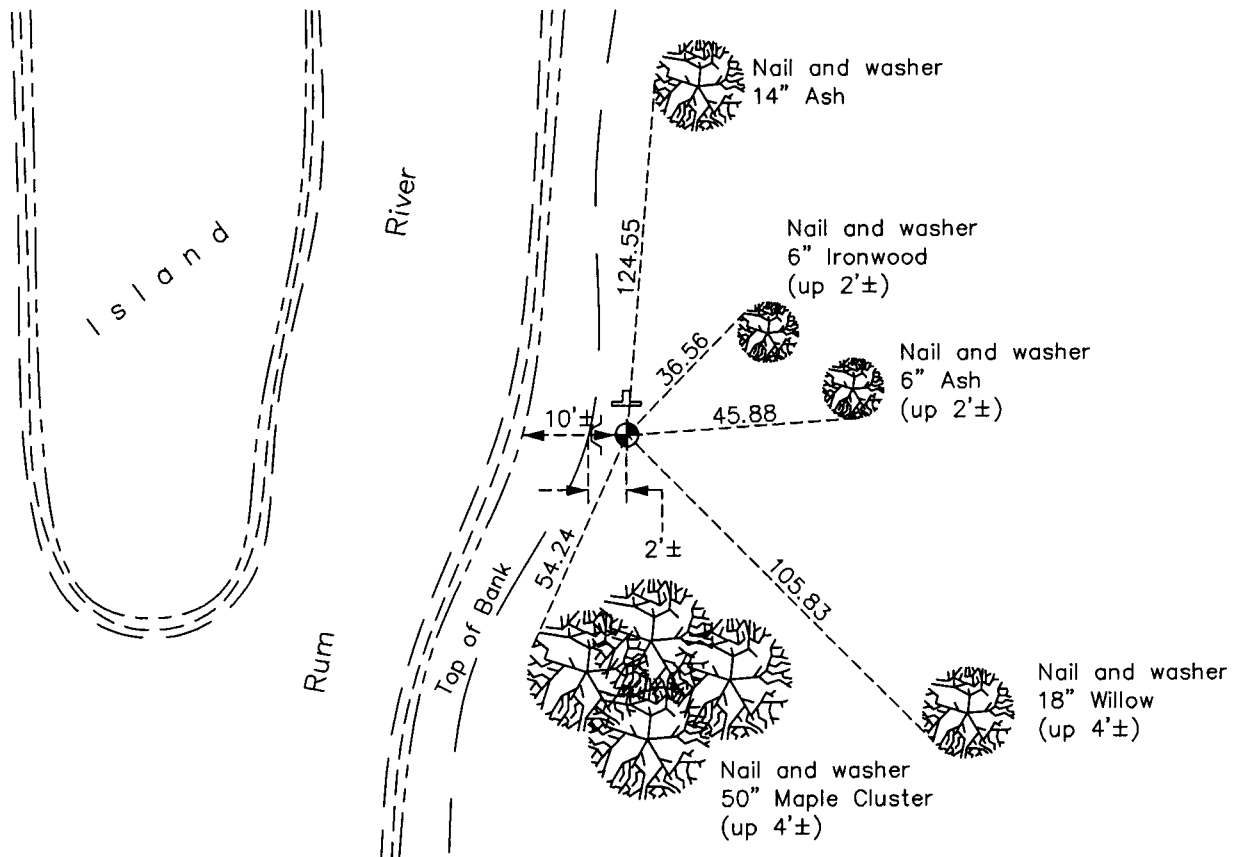 Nail and washer
14” Ash
Island
River
124.55
Nail and washer
6” Ironwood
(up 2'±)
36.56
Nail and washer
6” Ash
(up 2'±)
45.88
10'±
2'±
54.24
105.83
Top of Bank
Rum
Nail and washer
18” Willow
(up 4'±)
Nail and washer
50” Maple Cluster
(up 4'±)